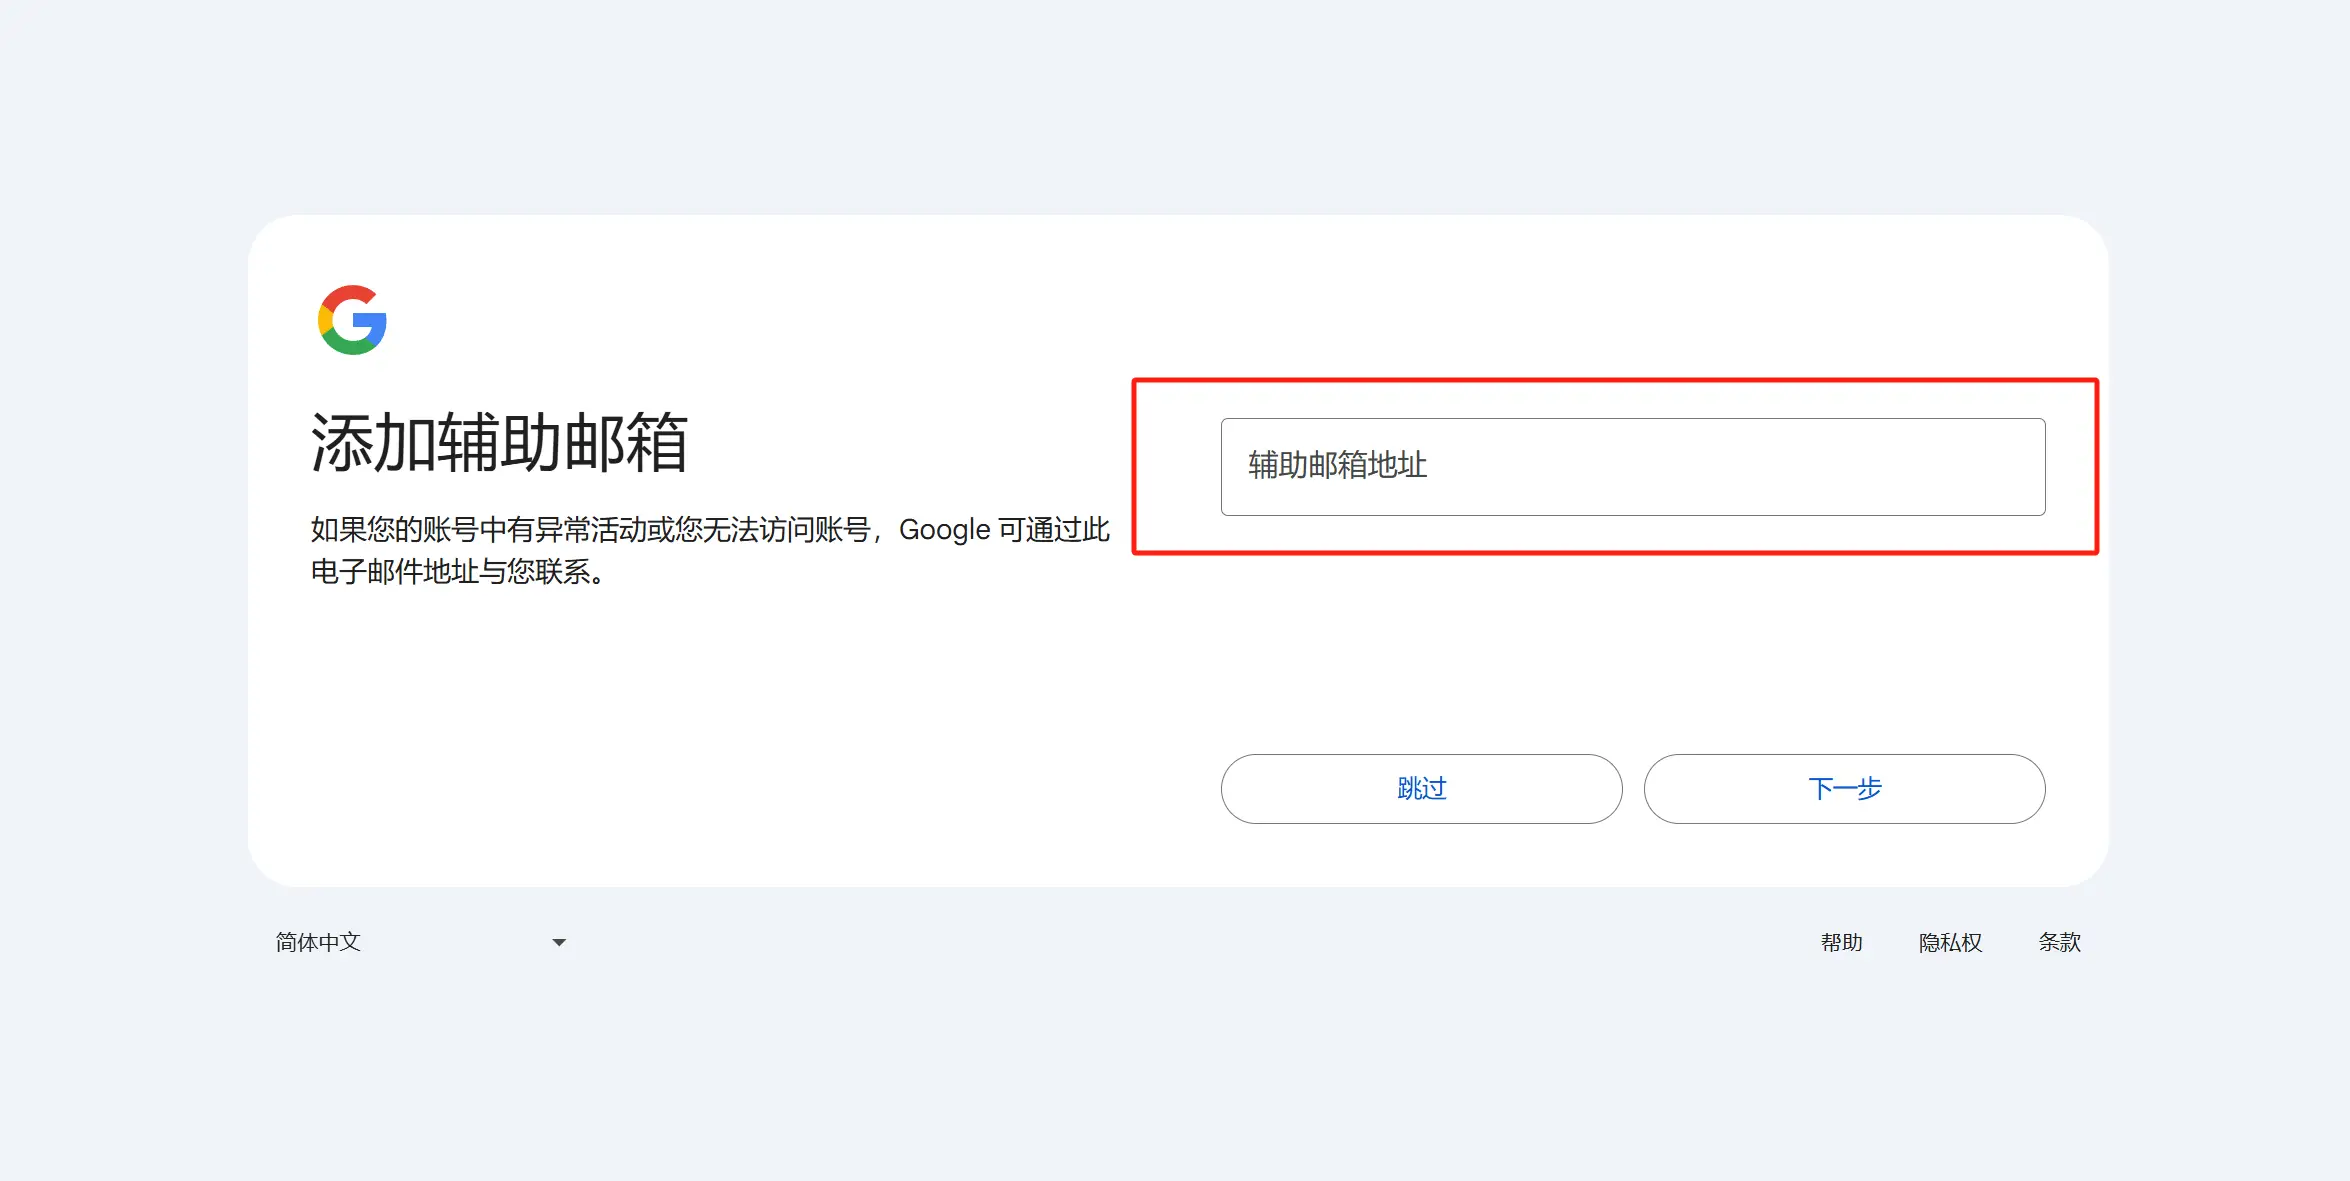 添加辅助邮箱
如果您的账号中有异常活动或您无法访问账号，Google 可通过此
电子邮件地址与您联系。
辅助邮箱地址
跳过
下一步
简体中文
帮助
隐私权
条款